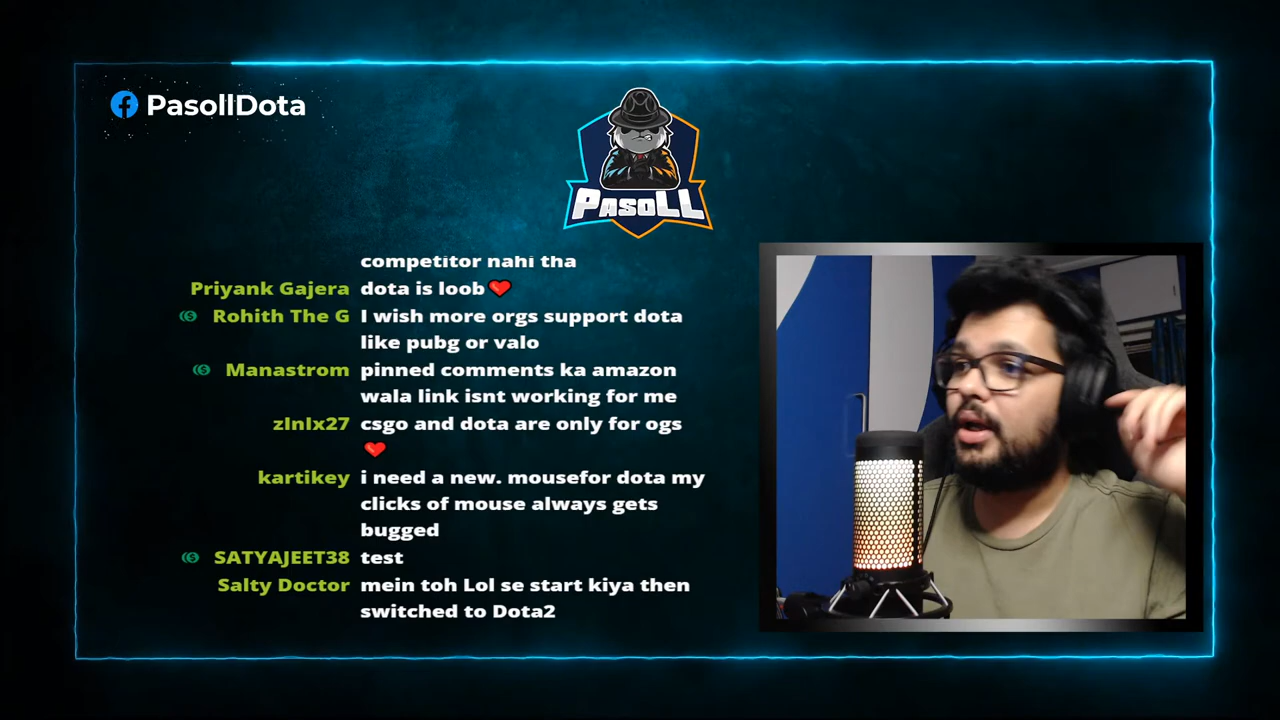 PasollDota
PASOLL
competitor nahi tha
Priyank Gajera dota is loob❤️
Rohith The G I wish more orgs support dota
like pubg or valo
Manastrom pinned comments ka amazon
wala link isnt working for me
zlnlx27 csgo and dota are only for ogs
❤️
kartikey i need a new. mousefor dota my
clicks of mouse always gets
bugged
SATYAJEET38 test
Salty Doctor mein toh Lol se start kiya then
switched to Dota2